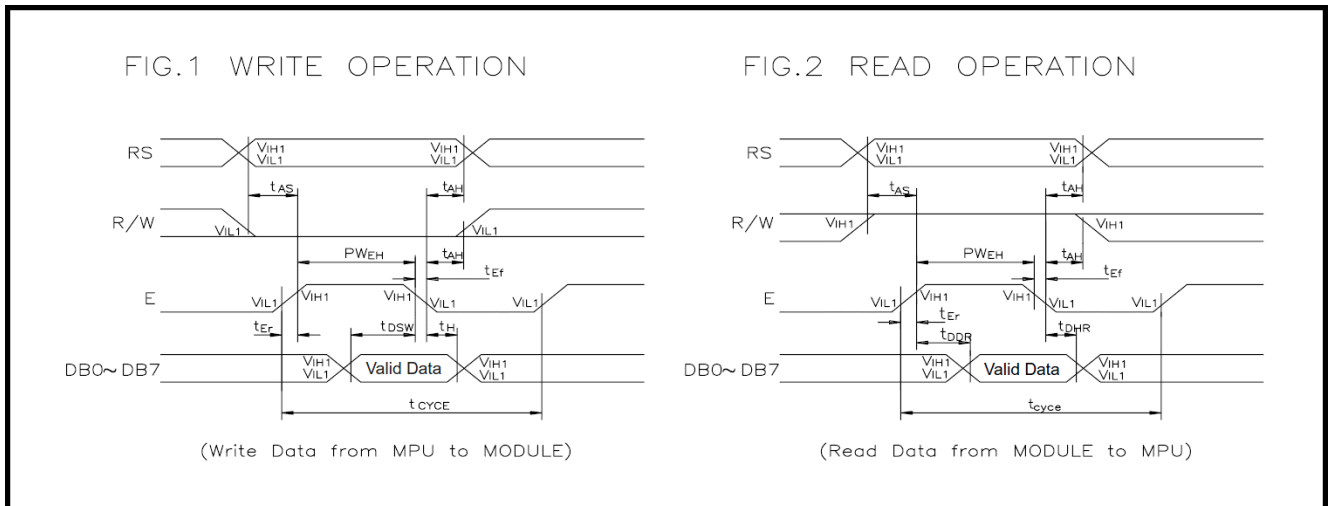 FIG.1 WRITE OPERATION
RS
VIH1
VIL1
VIH1
VIL1
tAS
tAH
R/W
VIL1
VIL1
PWEH
tAH
tEf
E
VIL1
VIH1
VIH1
VIL1
VIL1
tEr
tDSW
tH
DB0~DB7
VIH1
VIL1
Valid Data
VIH1
VIL1
tCYCE
(Write Data from MPU to MODULE)
FIG.2 READ OPERATION
RS
VIH1
VIL1
VIH1
VIL1
tAS
tAH
R/W
VIH1
VIH1
PWEH
tAH
tEf
E
VIL1
VIH1
VIH1
VIL1
VIL1
tEr
tDDR
tDHR
DB0~DB7
VIH1
VIL1
Valid Data
VIH1
VIL1
tcyce
(Read Data from MODULE to MPU)